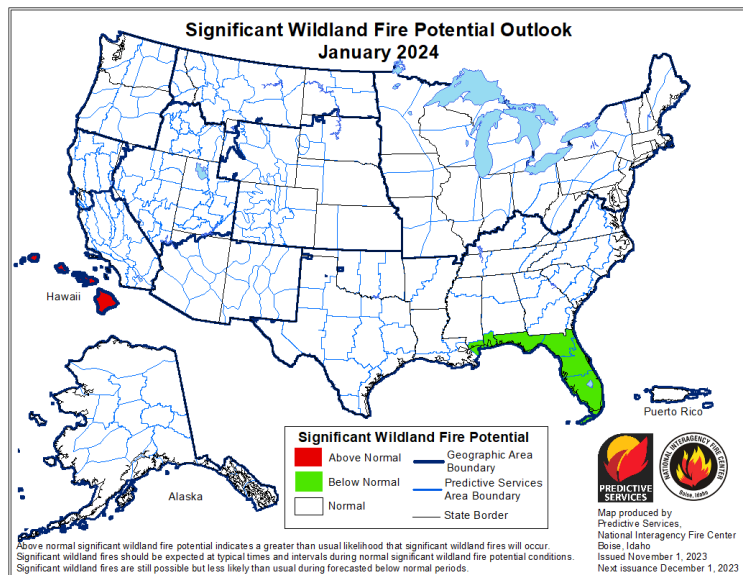 Significant Wildland Fire Potential Outlook
January 2024
Hawaii
Puerto Rico
Alaska
Significant Wildland Fire Potential
Above Normal
Below Normal
Normal
Geographic Area
Boundary
Predictive Services
Area Boundary
State Border
PREDICTIVE
SERVICES
NATIONAL INTERAGENCY FIRE CENTER
Boise, Idaho
Map produced by
Predictive Services,
National Interagency Fire Center
Boise, Idaho
Issued November 1, 2023
Next issuance December 1, 2023
Above normal significant wildland fire potential indicates a greater than usual likelihood that significant wildland fires will occur.
Significant wildland fires should be expected at typical times and intervals during normal significant wildland fire potential conditions.
Significant wildland fires are still possible but less likely than usual during forecasted below normal periods.